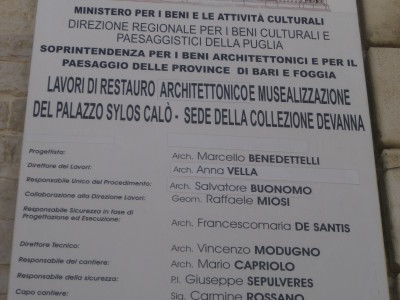 MINISTERO PER I BENI E LE ATTIVITÀ CULTURALI
DIREZIONE REGIONALE PER I BENI CULTURALI E
PAESAGGISTICI DELLA PUGLIA
SOPRINTENDENZA PER I BENI ARCHITETTONICI E PER IL
PAESAGGIO DELLE PROVINCE DI BARI E FOGGIA
LAVORI DI RESTAURO ARCHITETTONICO E MUSEALIZZAZIONE
DEL PALAZZO SYLOS CALÒ - SEDE DELLA COLLEZIONE DEVANNA
Progettista: Arch. Marcello BENEDETTELLI
Direttore dei Lavori: Arch. Anna VELLA
Responsabile Unico del Procedimento: Arch. Salvatore BUONOMO
Collaborazione alla Direzione Lavori: Geom. Raffaele MIOSI
Responsabile Sicurezza in fase di
Progettazione ed Esecuzione: Arch. Francescomaria DE SANTIS
Direttore Tecnico: Arch. Vincenzo MODUGNO
Responsabile del cantiere: Arch. Mario CAPRIOLO
Responsabile della sicurezza: P.I. Giuseppe SEPULVERES
Capo cantiere: Sig. Carmine ROSSANO